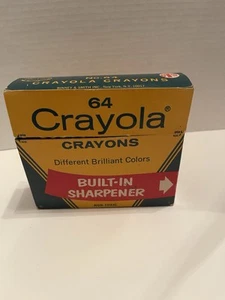 CRAYOLA CRAYONS
BINNEY & SMITH INC. New York, N.Y. 10017
64
Crayola®
CRAYONS
Different Brilliant Colors
BUILT-IN
SHARPENER